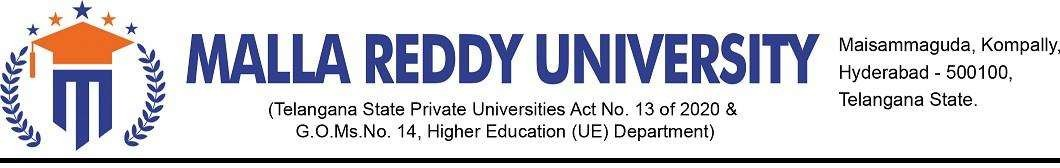 MALLA REDDY UNIVERSITY
(Telangana State Private Universities Act No. 13 of 2020 &
G.O.Ms.No. 14, Higher Education (UE) Department)
Maisammaguda, Kompally,
Hyderabad - 500100,
Telangana State.